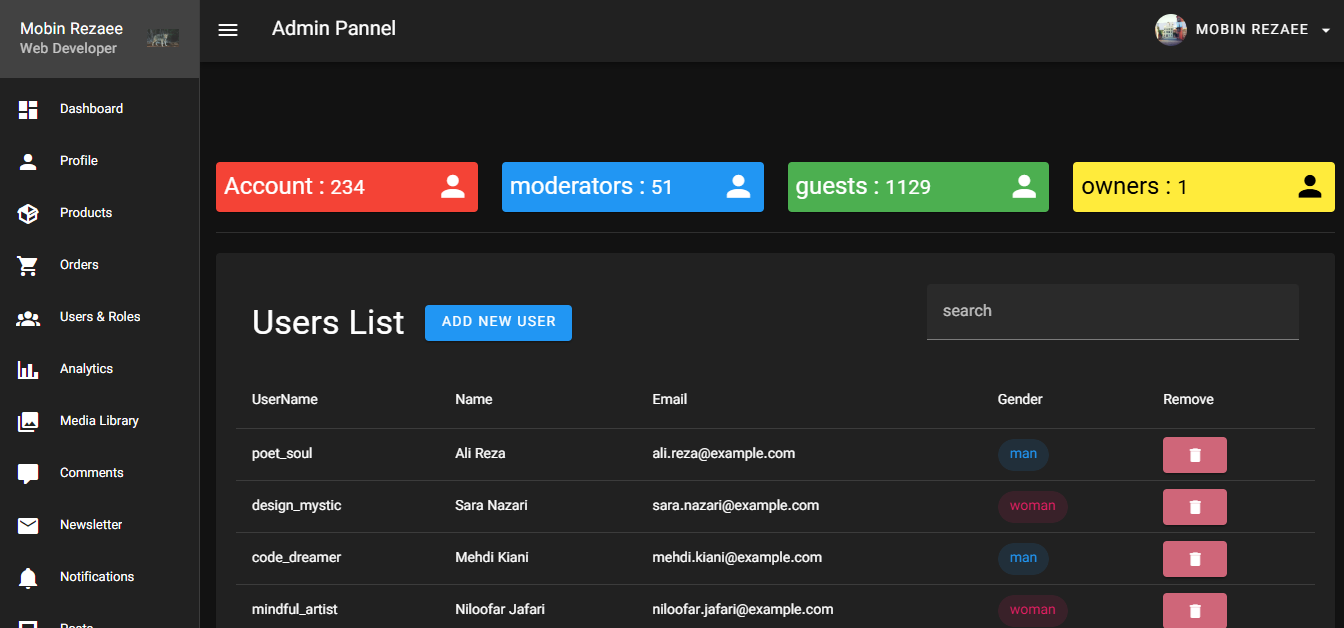 Mobin Rezaee
Web Developer
Admin Pannel
MOBIN REZAEE
Dashboard
Profile
Products
Orders
Users & Roles
Analytics
Media Library
Comments
Newsletter
Notifications
Posts
Account : 234
moderators : 51
guests : 1129
owners : 1
Users List
ADD NEW USER
search
UserName Name Email Gender Remove
poet_soul Ali Reza ali.reza@example.com man
design_mystic Sara Nazari sara.nazari@example.com woman
code_dreamer Mehdi Kiani mehdi.kiani@example.com man
mindful_artist Niloofar Jafari niloofar.jafari@example.com woman